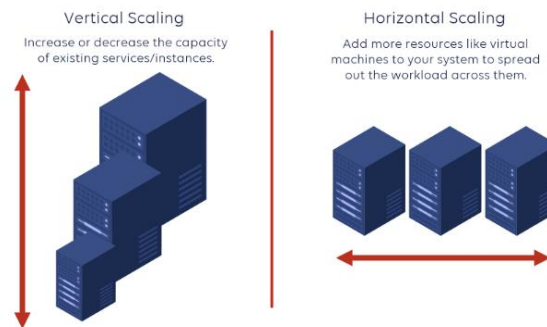 Vertical Scaling
Increase or decrease the capacity
of existing services/instances.
Horizontal Scaling
Add more resources like virtual
machines to your system to spread
out the workload across them.